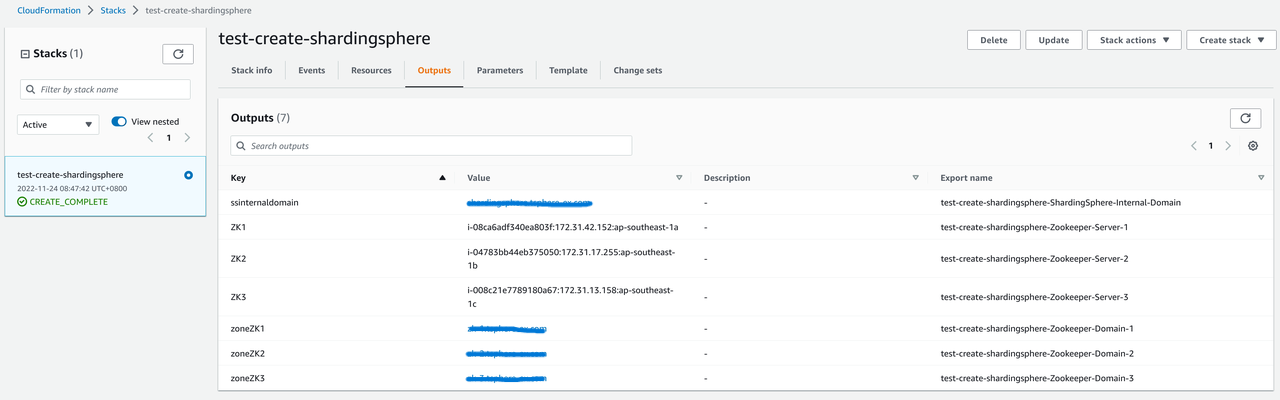 CloudFormation > Stacks > test-create-shardingsphere
Stacks (1)
Filter by stack name
Active
View nested
1
test-create-shardingsphere
2022-11-24 08:47:42 UTC+0800
CREATE_COMPLETE
test-create-shardingsphere
Delete Update Stack actions Create stack
Stack info Events Resources Outputs Parameters Template Change sets
Outputs (7)
Search outputs
1
Key Value Description Export name
ssinternaldomain - test-create-shardingsphere-ShardingSphere-Internal-Domain
ZK1 i-08ca6adf340ea803f:172.31.42.152:ap-southeast-1a - test-create-shardingsphere-Zookeeper-Server-1
ZK2 i-04783bb44eb375050:172.31.17.255:ap-southeast-
1b - test-create-shardingsphere-Zookeeper-Server-2
ZK3 i-008c21e7789180a67:172.31.13.158:ap-southeast-
1c - test-create-shardingsphere-Zookeeper-Server-3
zoneZK1 - test-create-shardingsphere-Zookeeper-Domain-1
zoneZK2 - test-create-shardingsphere-Zookeeper-Domain-2
zoneZK3 - test-create-shardingsphere-Zookeeper-Domain-3